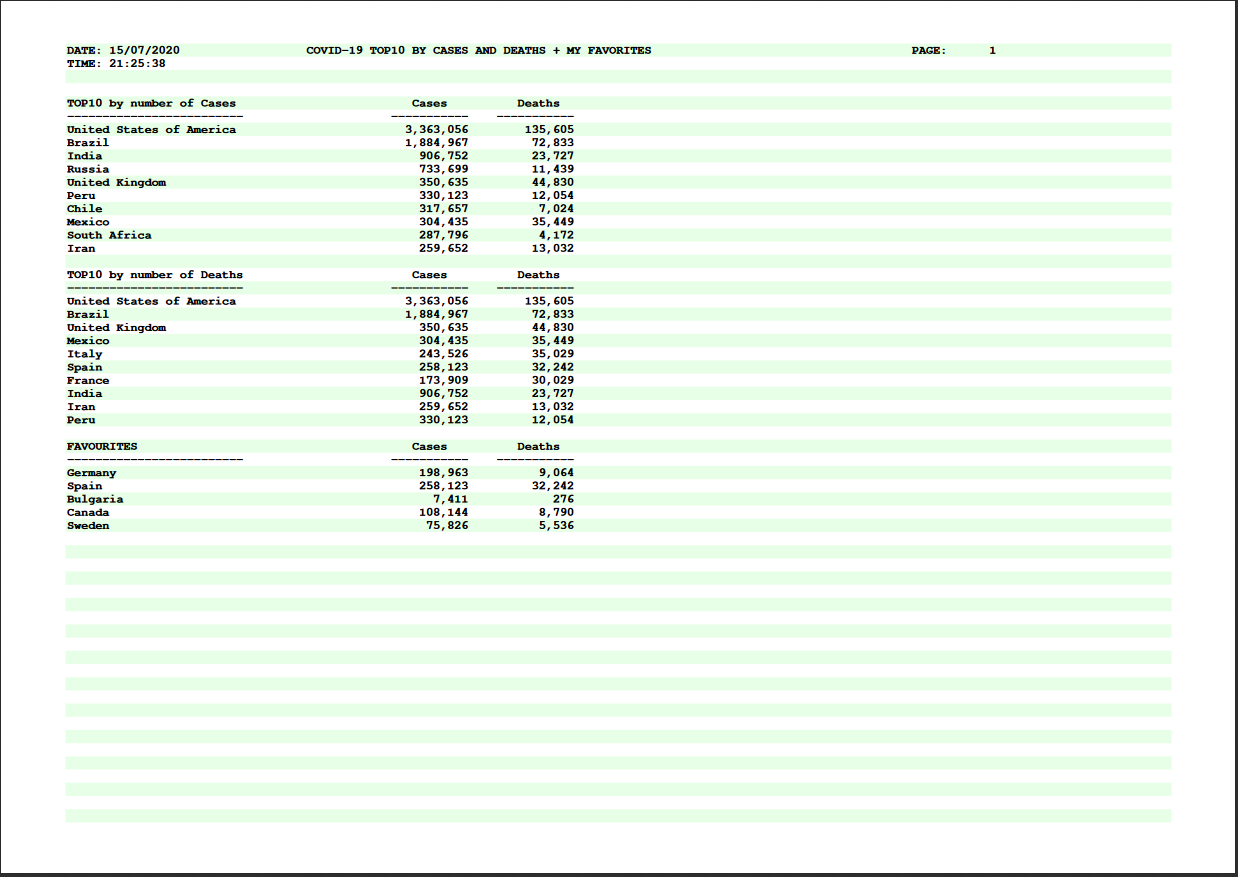 DATE: 15/07/2020 COVID-19 TOP10 BY CASES AND DEATHS + MY FAVORITES PAGE: 1
TIME: 21:25:38
TOP10 by number of Cases Cases Deaths
------------------------- ----------- -----------
United States of America 3,363,056 135,605
Brazil 1,884,967 72,833
India 906,752 23,727
Russia 733,699 11,439
United Kingdom 350,635 44,830
Peru 330,123 12,054
Chile 317,657 7,024
Mexico 304,435 35,449
South Africa 287,796 4,172
Iran 259,652 13,032
TOP10 by number of Deaths Cases Deaths
------------------------- ----------- -----------
United States of America 3,363,056 135,605
Brazil 1,884,967 72,833
United Kingdom 350,635 44,830
Mexico 304,435 35,449
Italy 243,526 35,029
Spain 258,123 32,242
France 173,909 30,029
India 906,752 23,727
Iran 259,652 13,032
Peru 330,123 12,054
FAVOURITES Cases Deaths
------------------------- ----------- -----------
Germany 198,963 9,064
Spain 258,123 32,242
Bulgaria 7,411 276
Canada 108,144 8,790
Sweden 75,826 5,536